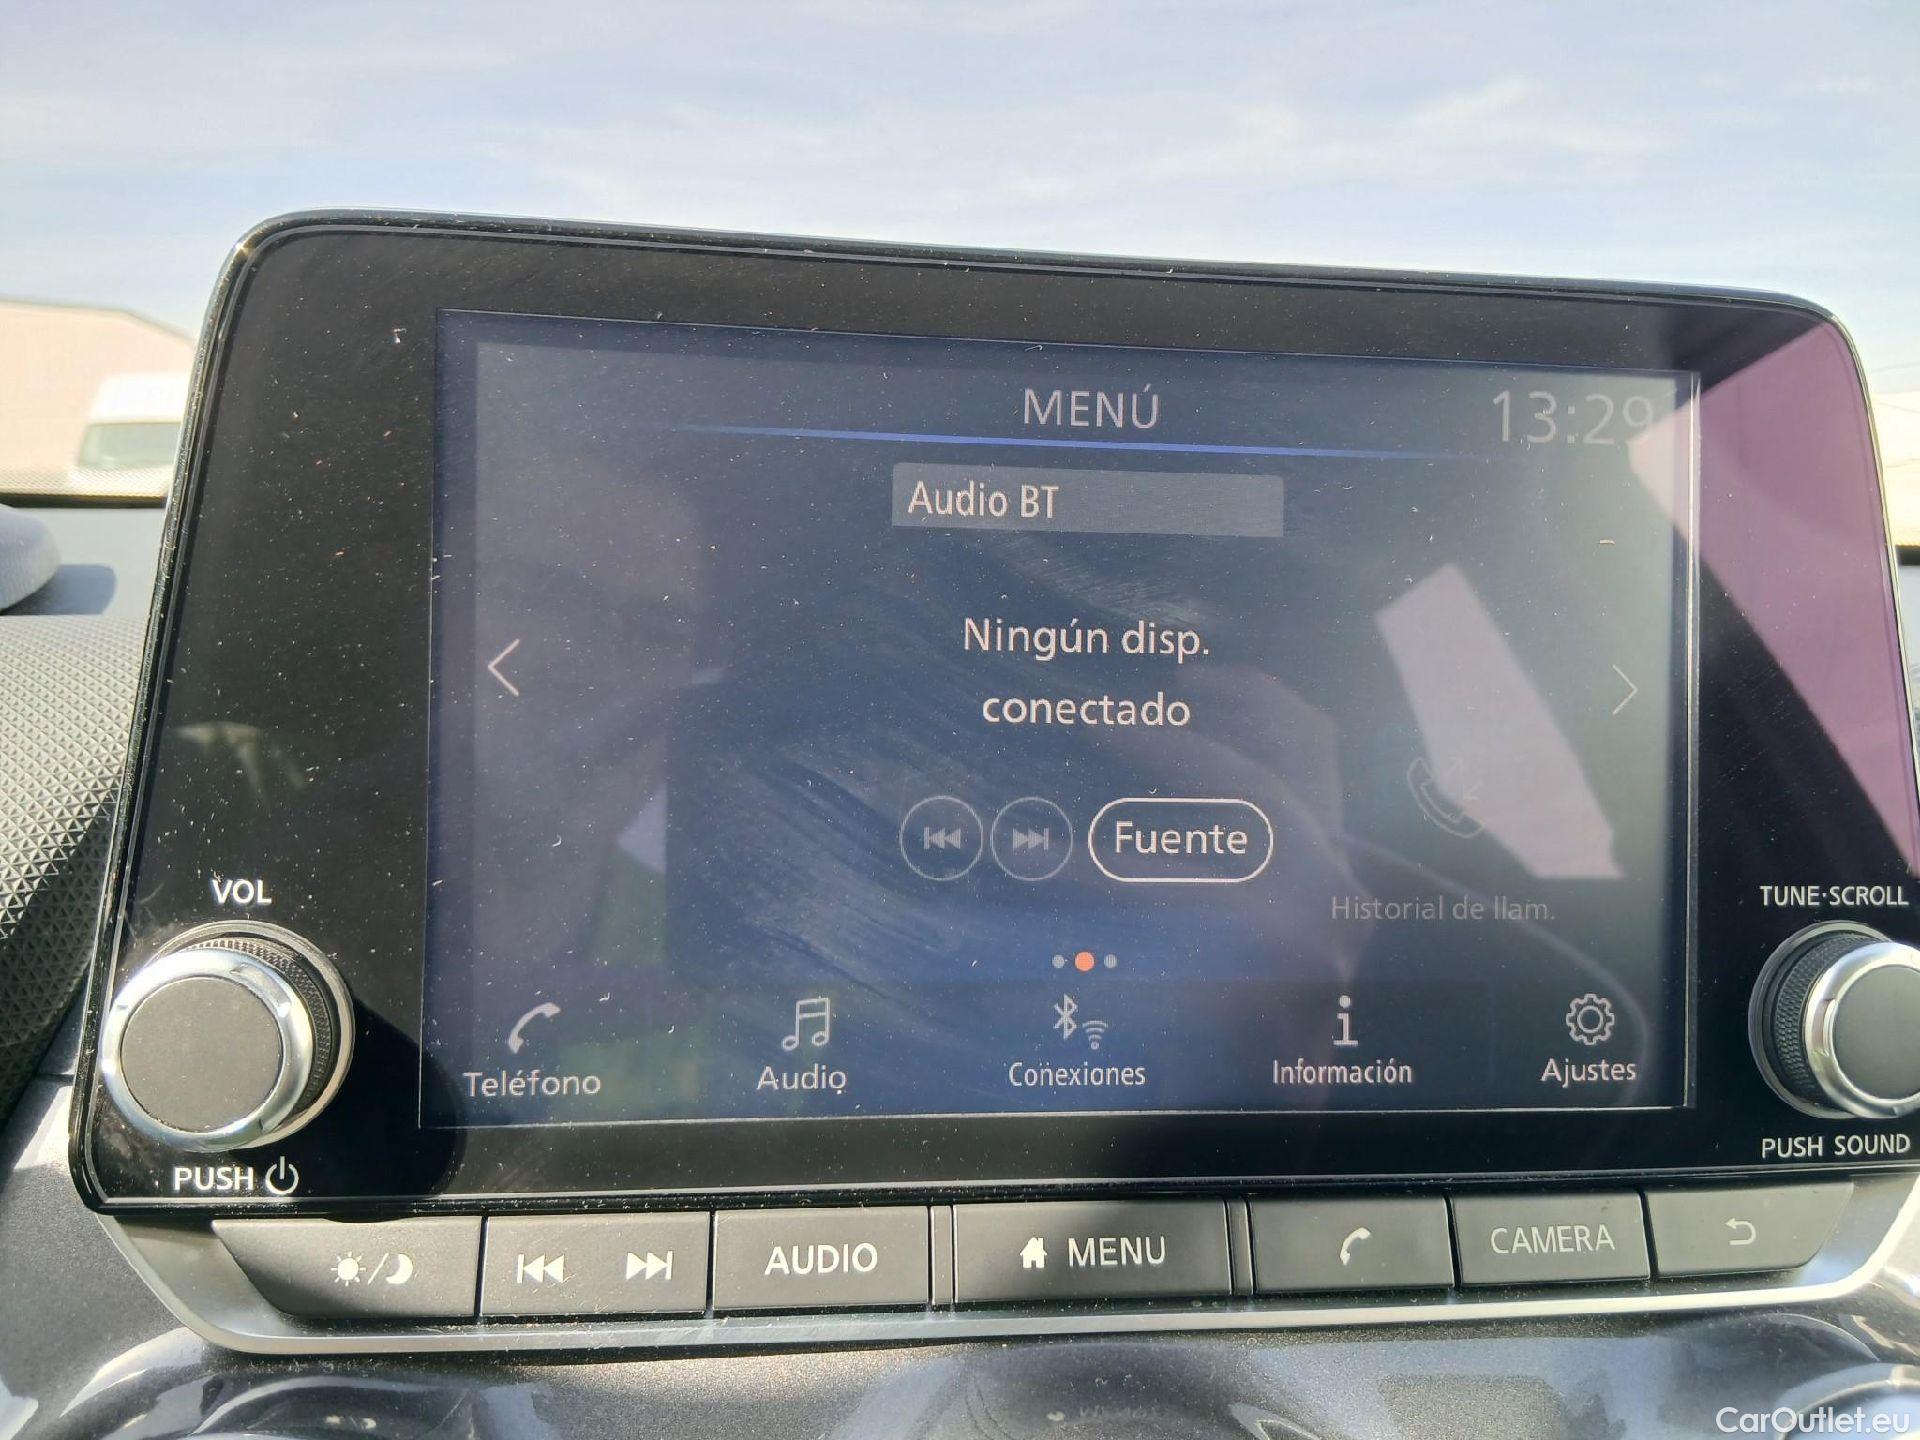 MENÚ
13:29
Audio BT
Ningún disp.
conectado
Fuente
Historial de llam.
Teléfono
Audio
Conexiones
Información
Ajustes
VOL
PUSH
TUNE·SCROLL
PUSH SOUND
AUDIO
MENU
CAMERA
CarOutlet.eu